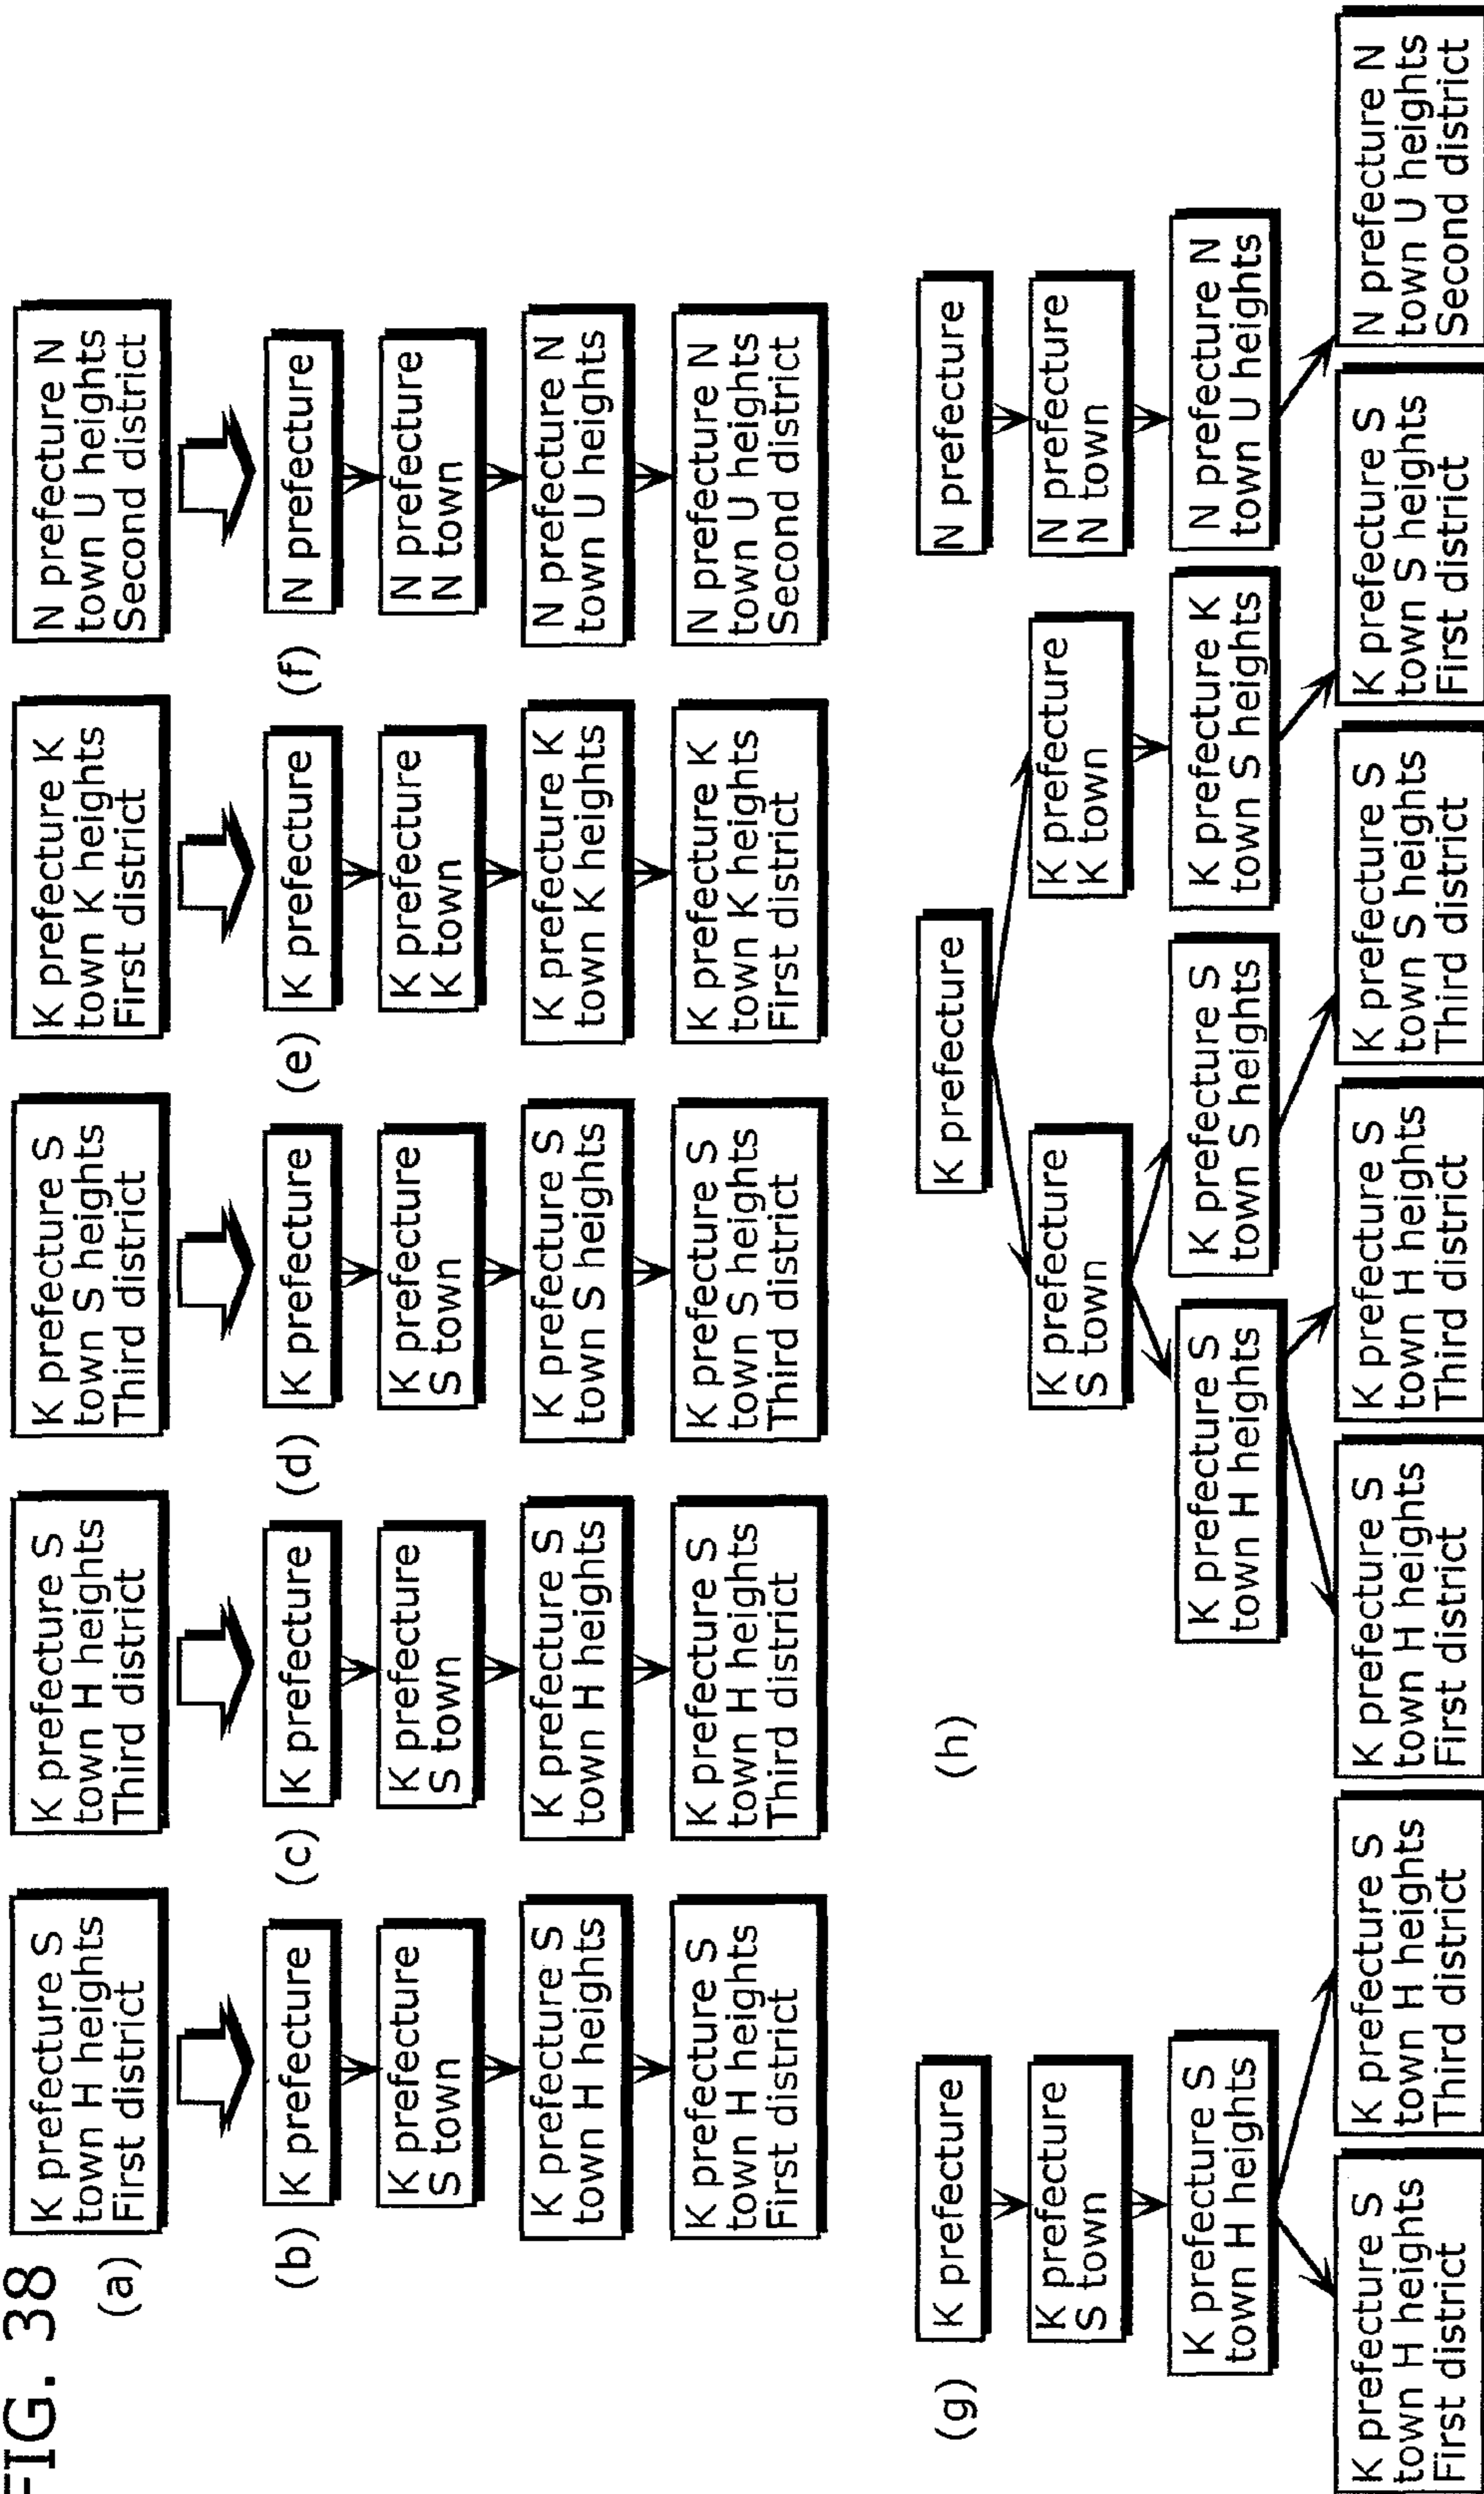 FIG. 38
(a)
K prefecture S
town H heights
First district
K prefecture S
town H heights
Third district
K prefecture S
town S heights
Third district
K prefecture K
town K heights
First district
N prefecture N
town U heights
Second district
(b)
K prefecture
K prefecture
S town
K prefecture S
town H heights
K prefecture S
town H heights
First district
(c)
K prefecture
K prefecture
S town
K prefecture S
town H heights
K prefecture S
town H heights
Third district
(d)
K prefecture
K prefecture
S town
K prefecture S
town S heights
K prefecture S
town S heights
Third district
(e)
K prefecture
K prefecture
K town
K prefecture K
town K heights
K prefecture K
town K heights
First district
(f)
N prefecture
N prefecture
N town
N prefecture N
town U heights
N prefecture N
town U heights
Second district
(g)
K prefecture
K prefecture
S town
K prefecture S
town H heights
K prefecture S
town H heights
First district
K prefecture S
town H heights
Third district
(h)
K prefecture
N prefecture
K prefecture
S town
K prefecture
K town
N prefecture
N town
K prefecture S
town H heights
K prefecture S
town S heights
K prefecture K
town S heights
N prefecture N
town U heights
K prefecture S
town H heights
First district
K prefecture S
town H heights
Third district
K prefecture S
town S heights
Third district
K prefecture S
town S heights
First district
N prefecture N
town U heights
Second district